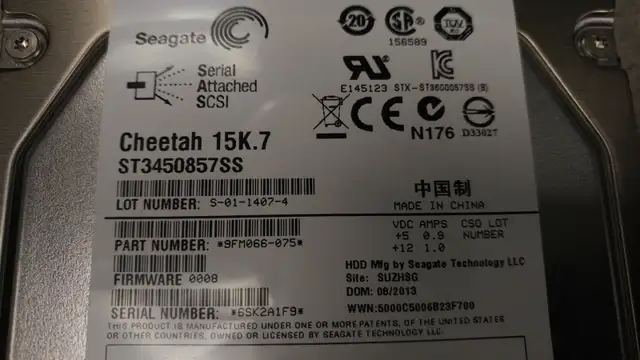 Seagate
20
SA
156589
TUV
Serial
Attached
SCSI
E145123 STX-ST3600057SS (B)
CE
N176
D33027
Cheetah 15K.7
ST3450857SS
LOT NUMBER: S-01-1407-4
中国制
MADE IN CHINA
PART NUMBER: *9FM066-075*
VDC AMPS
+5 0.9
+12 1.0
CSO LOT
NUMBER
FIRMWARE 0008
HDD Mfg by Seagate Technology LLC
Site: SUZHSG
DOM: 08/2013
WWN:5000C5006B23F700
SERIAL NUMBER: *6SK2A1F9*
THIS PRODUCT IS MANUFACTURED UNDER ONE OR MORE PATENTS, OF THE UNITED STATES
OR OTHER COUNTRIES, OWNED OR LICENSED BY SEAGATE TECHNOLOGY LLC.